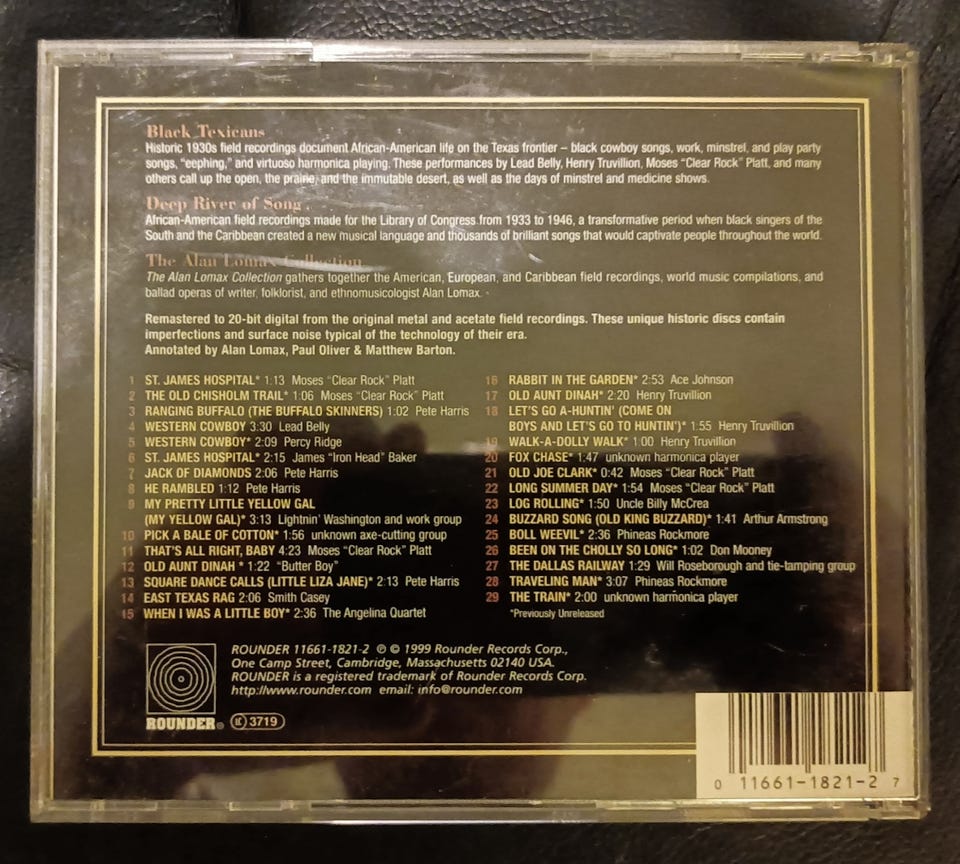 Black Texicans
Historic 1930s field recordings document African-American life on the Texas frontier – black cowboy songs, work, minstrel, and play party
songs, "eephing," and virtuoso harmonica playing. These performances by Lead Belly, Henry Truvillion, Moses "Clear Rock" Platt, and many
others call up the open, the prairie, and the immutable desert, as well as the days of minstrel and medicine shows.
Deep River of Song
African-American field recordings made for the Library of Congress from 1933 to 1946, a transformative period when black singers of the
South and the Caribbean created a new musical language and thousands of brilliant songs that would captivate people throughout the world.
The Alan Lomax Collection
The Alan Lomax Collection gathers together the American, European, and Caribbean field recordings, world music compilations, and
ballad operas of writer, folklorist, and ethnomusicologist Alan Lomax.
Remastered to 20-bit digital from the original metal and acetate field recordings. These unique historic discs contain
imperfections and surface noise typical of the technology of their era.
Annotated by Alan Lomax, Paul Oliver & Matthew Barton.
1 ST. JAMES HOSPITAL* 1:13 Moses "Clear Rock" Platt
2 THE OLD CHISHOLM TRAIL* 1:06 Moses "Clear Rock" Platt
3 RANGING BUFFALO (THE BUFFALO SKINNERS) 1:02 Pete Harris
4 WESTERN COWBOY 3:30 Lead Belly
5 WESTERN COWBOY* 2:09 Percy Ridge
6 ST. JAMES HOSPITAL* 2:15 James "Iron Head" Baker
7 JACK OF DIAMONDS 2:06 Pete Harris
8 HE RAMBLED 1:12 Pete Harris
9 MY PRETTY LITTLE YELLOW GAL
(MY YELLOW GAL)* 3:13 Lightnin' Washington and work group
10 PICK A BALE OF COTTON* 1:56 unknown axe-cutting group
11 THAT'S ALL RIGHT, BABY 4:23 Moses "Clear Rock" Platt
12 OLD AUNT DINAH * 1:22 "Butter Boy"
13 SQUARE DANCE CALLS (LITTLE LIZA JANE)* 2:13 Pete Harris
14 EAST TEXAS RAG 2:06 Smith Casey
15 WHEN I WAS A LITTLE BOY* 2:36 The Angelina Quartet
16 RABBIT IN THE GARDEN* 2:53 Ace Johnson
17 OLD AUNT DINAH* 2:20 Henry Truvillion
18 LET'S GO A-HUNTIN' (COME ON
BOYS AND LET'S GO TO HUNTIN')* 1:55 Henry Truvillion
19 WALK-A-DOLLY WALK* 1:00 Henry Truvillion
20 FOX CHASE* 1:47 unknown harmonica player
21 OLD JOE CLARK* 0:42 Moses "Clear Rock" Platt
22 LONG SUMMER DAY* 1:54 Moses "Clear Rock" Platt
23 LOG ROLLING* 1:50 Uncle Billy McCrea
24 BUZZARD SONG (OLD KING BUZZARD)* 1:41 Arthur Armstrong
25 BOLL WEEVIL* 2:36 Phineas Rockmore
26 BEEN ON THE CHOLLY SO LONG* 1:02 Don Mooney
27 THE DALLAS RAILWAY 1:29 Will Roseborough and tie-tamping group
28 TRAVELING MAN* 3:07 Phineas Rockmore
29 THE TRAIN* 2:00 unknown harmonica player
*Previously Unreleased
ROUNDER 11661-1821-2 ℗ © 1999 Rounder Records Corp.,
One Camp Street, Cambridge, Massachusetts 02140 USA.
ROUNDER is a registered trademark of Rounder Records Corp.
http://www.rounder.com email: info@rounder.com
ROUNDER® LC 3719
0 11661-1821-2 7